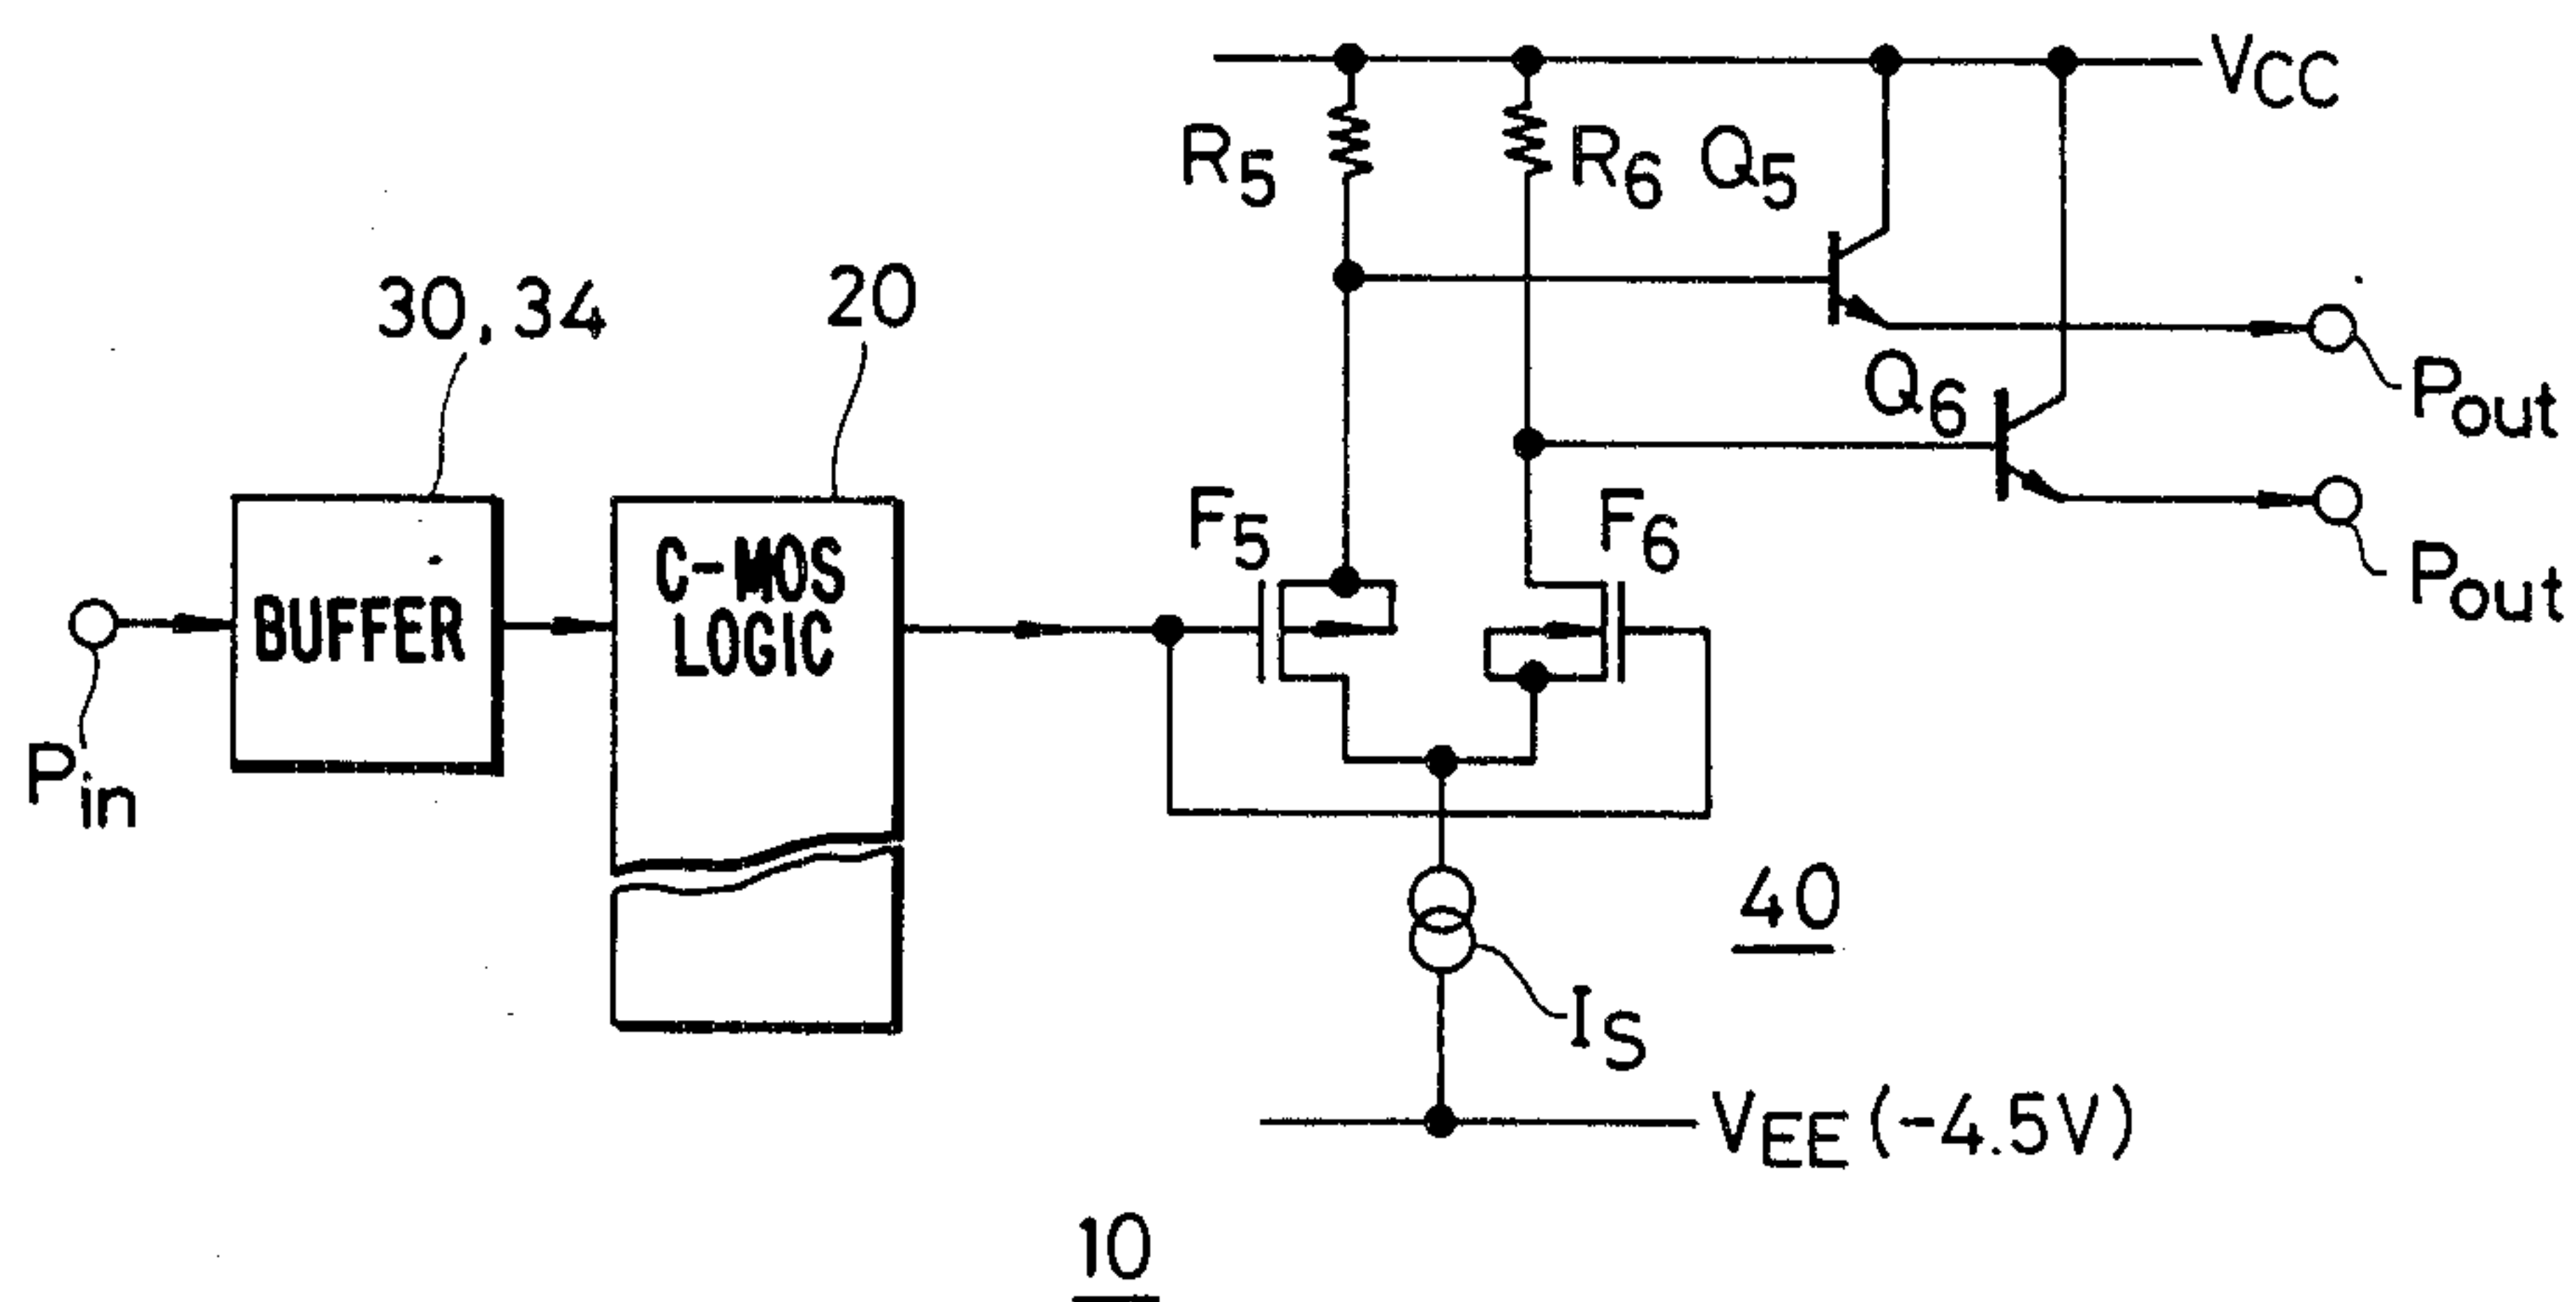 VCC
R5
R6
Q5
30, 34
20
Pout
Q6
F5
F6
C-MOS
LOGIC
BUFFER
Pout
Pin
40
IS
VEE (-4.5V)
10